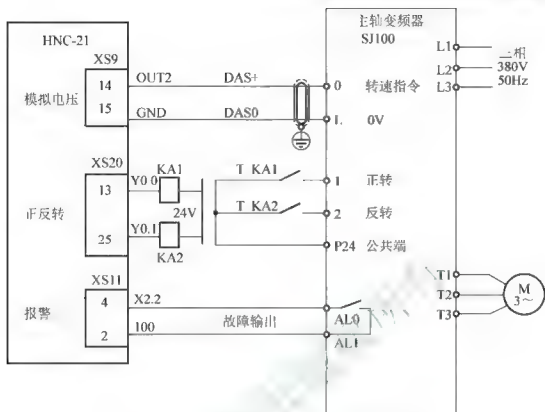 HNC-21
XS9
模拟电压
14
15
OUT2
DAS+
GND
DAS0
XS20
正反转
13
25
Y0.0
KA1
24V
Y0.1
KA2
T KA1
T KA2
XS11
报警
4
2
X2.2
100
故障输出
主轴变频器
SJ100
0
转速指令
L
0V
1
正转
2
反转
P24
公共端
AL0
AL1
L1
L2
L3
三相
380V
50Hz
T1
T2
T3
M
3～